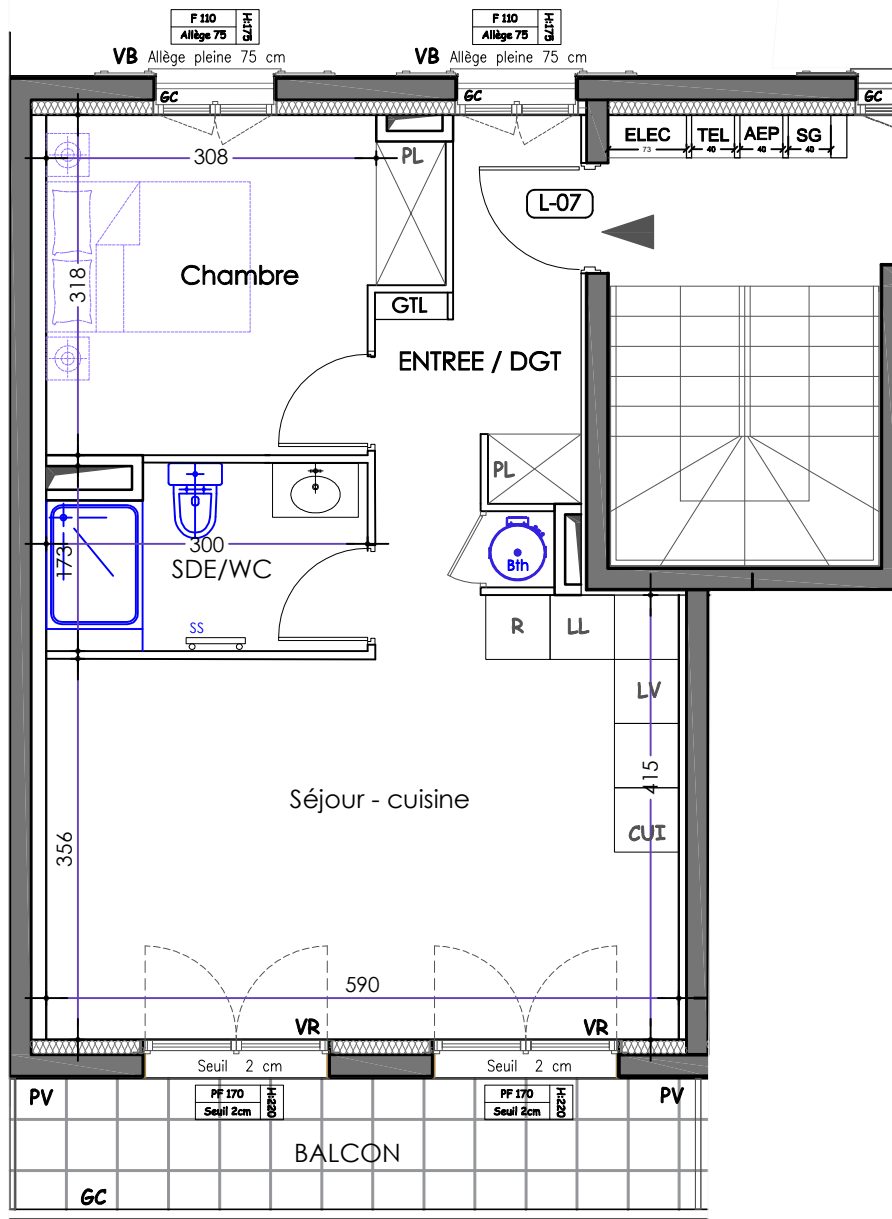 F 110 H:175
Allège 75
F 110 H:175
Allège 75
VB Allège pleine 75 cm
VB Allège pleine 75 cm
GC
GC
GC
ELEC TEL AEP SG
73 40 40 40
308
PL
L-07
318
Chambre
GTL
ENTREE / DGT
PL
300
173
SDE/WC
Bth
SS
R LL
LV
415
Séjour - cuisine
CUI
356
590
VR
VR
Seuil 2 cm
Seuil 2 cm
PV
PF 170 H:220
Seuil 2cm
PF 170 H:220
Seuil 2cm
PV
BALCON
GC